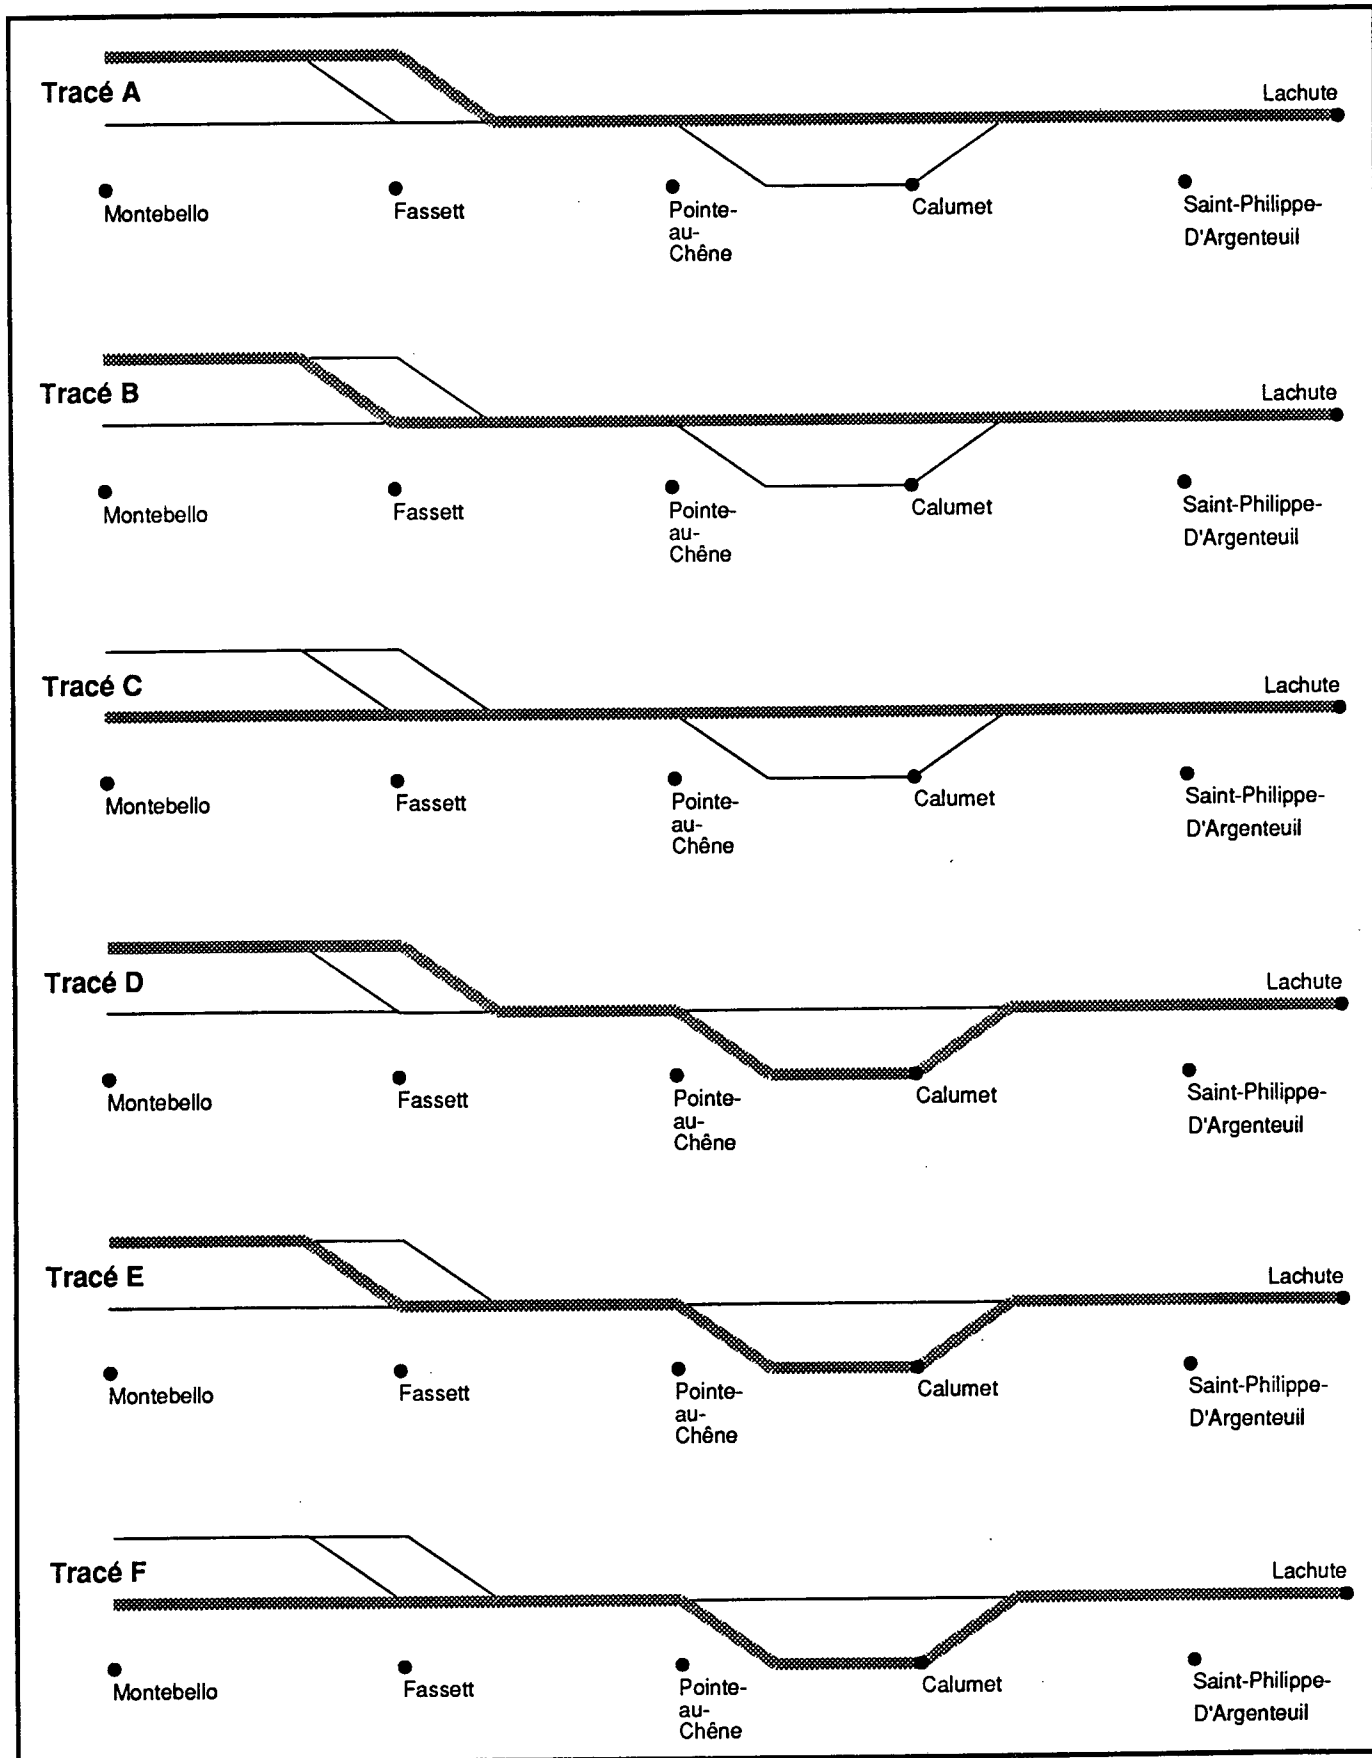 Tracé A
Lachute
Montebello
Fassett
Pointe-
au-
Chêne
Calumet
Saint-Philippe-
D'Argenteuil
Tracé B
Lachute
Montebello
Fassett
Pointe-
au-
Chêne
Calumet
Saint-Philippe-
D'Argenteuil
Tracé C
Lachute
Montebello
Fassett
Pointe-
au-
Chêne
Calumet
Saint-Philippe-
D'Argenteuil
Tracé D
Lachute
Montebello
Fassett
Pointe-
au-
Chêne
Calumet
Saint-Philippe-
D'Argenteuil
Tracé E
Lachute
Montebello
Fassett
Pointe-
au-
Chêne
Calumet
Saint-Philippe-
D'Argenteuil
Tracé F
Lachute
Montebello
Fassett
Pointe-
au-
Chêne
Calumet
Saint-Philippe-
D'Argenteuil